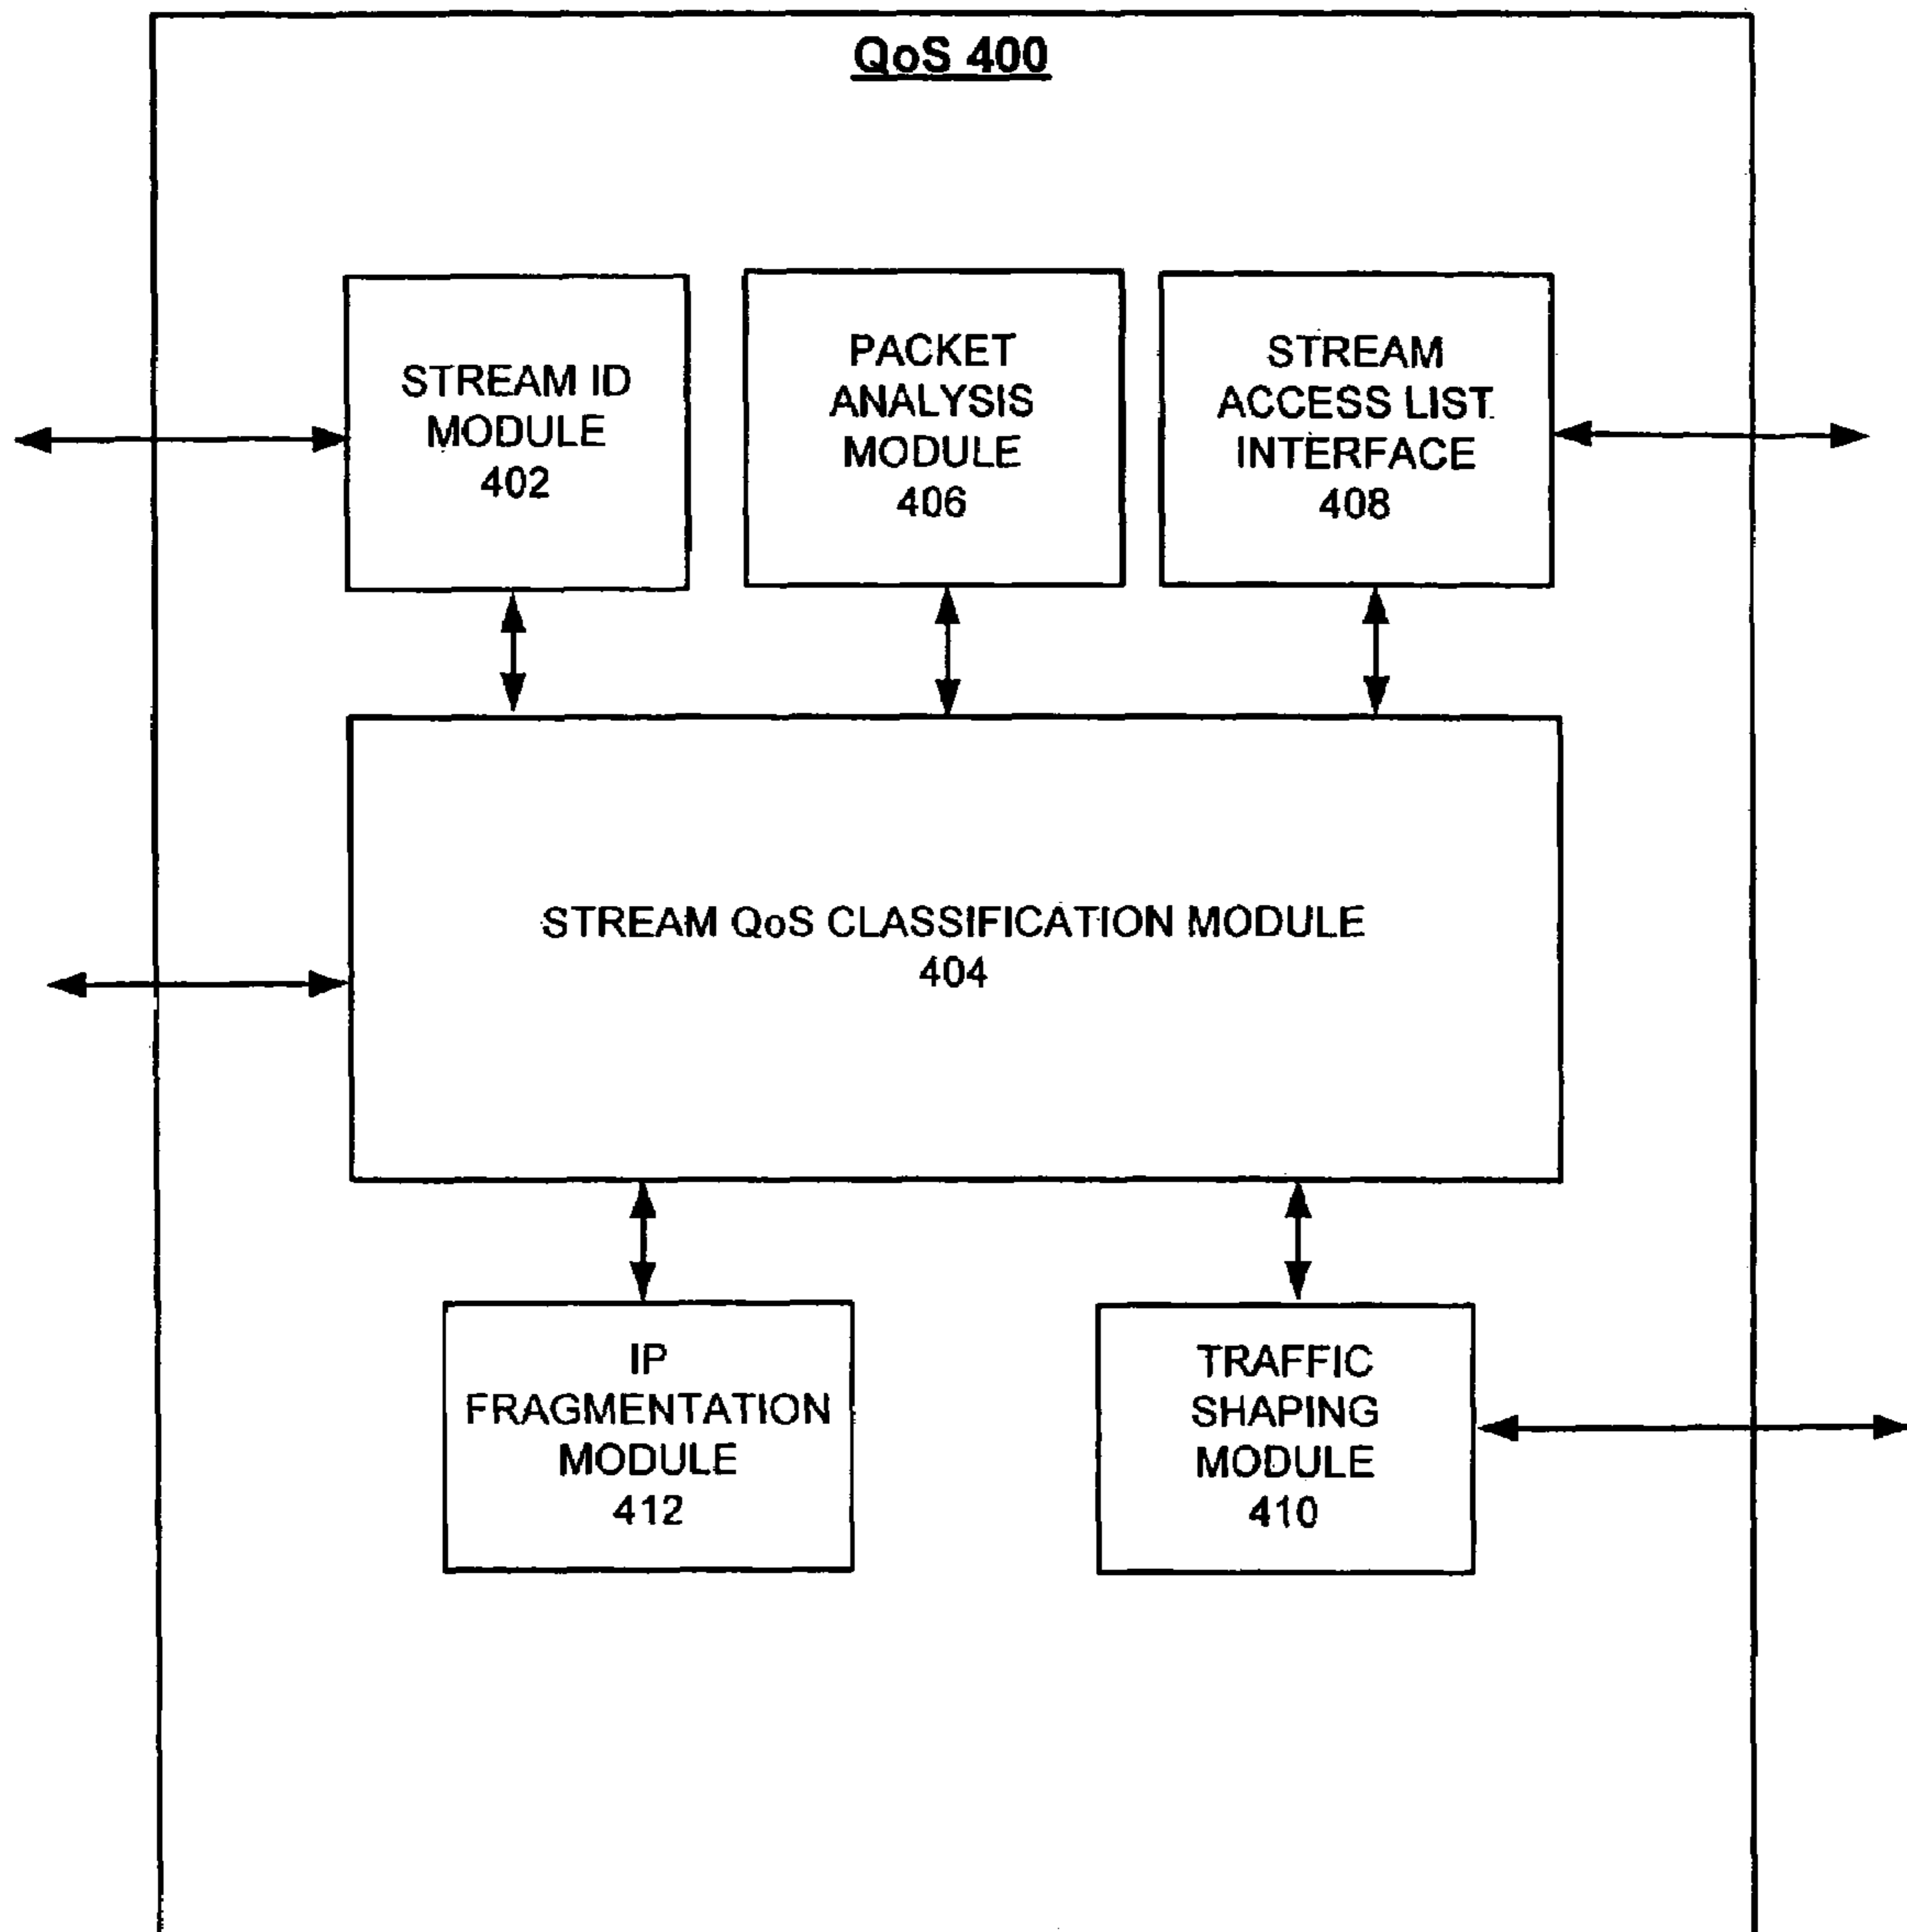 QoS 400
STREAM ID
MODULE
402
PACKET
ANALYSIS
MODULE
406
STREAM
ACCESS LIST
INTERFACE
408
STREAM QoS CLASSIFICATION MODULE
404
IP
FRAGMENTATION
MODULE
412
TRAFFIC
SHAPING
MODULE
410